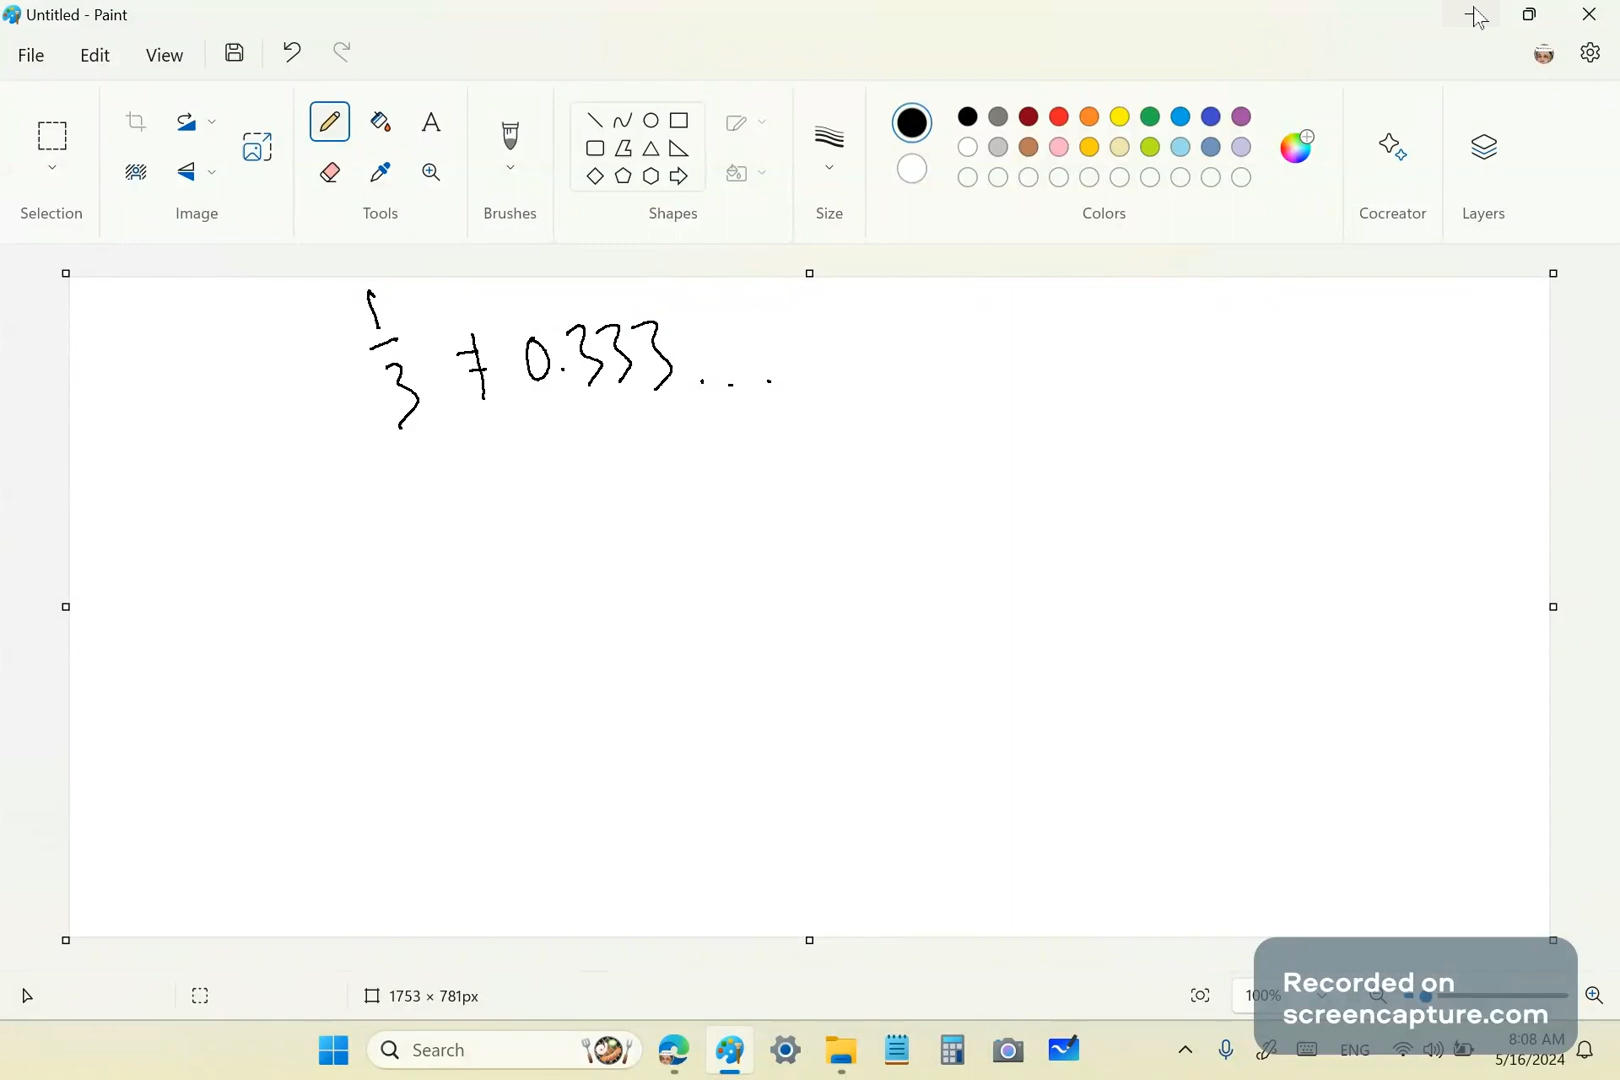 Untitled - Paint
File Edit View
Selection Image Tools Brushes Shapes Size Colors Cocreator Layers
1/3 ≠ 0.333...
1753 × 781px 100%
Recorded on
screencapture.com
Search ENG 8:08 AM
5/16/2024